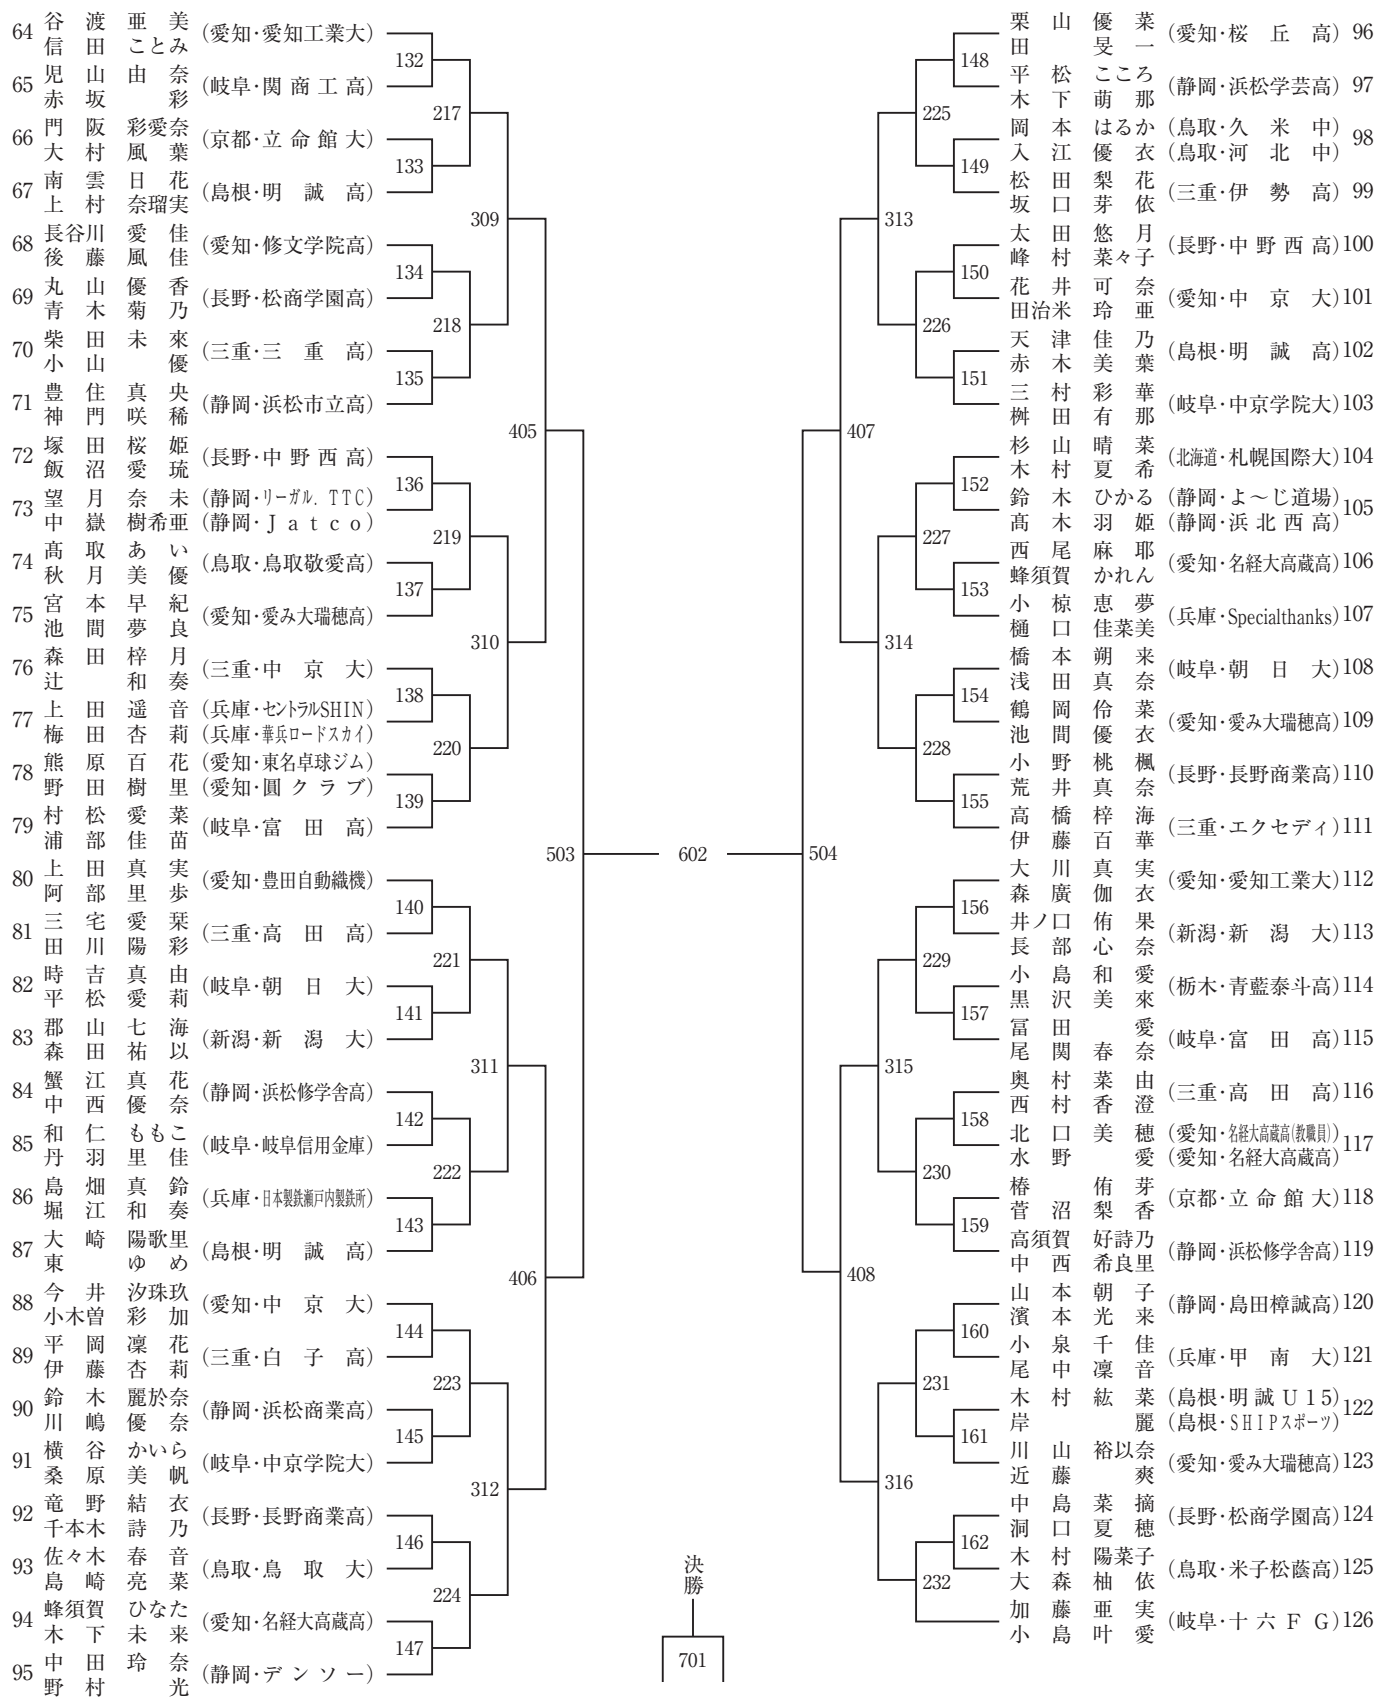 64 谷渡亜美 (愛知・愛知工業大)
信田ことみ
132
65 児山由奈 (岐阜・関商工高)
赤坂彩
217
66 門阪彩愛奈 (京都・立命館大)
大村風葉
133
67 南雲日花 (島根・明誠高)
上村奈瑠実
309
68 長谷川愛佳 (愛知・修文学院高)
後藤風佳
134
69 丸山優香 (長野・松商学園高)
青木菊乃
218
70 柴田未來 (三重・三重高)
小山優
135
71 豊住真央 (静岡・浜松市立高)
神門咲稀
405
72 塚田桜姫 (長野・中野西高)
飯沼愛琉
136
73 望月奈未 (静岡・リーガル.TTC)
中嶽樹希亜 (静岡・Jatco)
219
74 髙取あい (鳥取・鳥取敬愛高)
秋月美優
137
75 宮本早紀 (愛知・愛み大瑞穂高)
池間夢良
310
76 森田梓月 (三重・中京大)
辻和奏
138
77 上田遥音 (兵庫・セントラルSHIN)
梅田杏莉 (兵庫・華兵ロードスカイ)
220
78 熊原百花 (愛知・東名卓球ジム)
野田樹里 (愛知・圓クラブ)
139
79 村松愛菜 (岐阜・富田高)
浦部佳苗
503
80 上田真実 (愛知・豊田自動織機)
阿部里歩
140
81 三宅愛栞 (三重・高田高)
田川陽彩
221
82 時吉真由 (岐阜・朝日大)
平松愛莉
141
83 郡山七海 (新潟・新潟大)
森田祐以
311
84 蟹江真花 (静岡・浜松修学舎高)
中西優奈
142
85 和仁ももこ (岐阜・岐阜信用金庫)
丹羽里佳
222
86 島畑真鈴 (兵庫・日本製鉄瀬戸内製鉄所)
堀江和奏
143
87 大崎陽歌里 (島根・明誠高)
東ゆめ
406
88 今井汐珠玖 (愛知・中京大)
小木曽彩加
144
89 平岡凜花 (三重・白子高)
伊藤杏莉
223
90 鈴木麗於奈 (静岡・浜松商業高)
川嶋優奈
145
91 横谷かいら (岐阜・中京学院大)
桑原美帆
312
92 竜野結衣 (長野・長野商業高)
千本木詩乃
146
93 佐々木春音 (鳥取・鳥取大)
島崎亮菜
224
94 蜂須賀ひなた (愛知・名経大高蔵高)
木下未来
147
95 中田玲奈 (静岡・デンソー)
野村光
602
決勝
701
栗山優菜 (愛知・桜丘高) 96
田旻一
148
平松こころ (静岡・浜松学芸高) 97
木下萌那
225
岡本はるか (鳥取・久米中) 98
入江優衣 (鳥取・河北中)
149
松田梨花 (三重・伊勢高) 99
坂口芽依
313
太田悠月 (長野・中野西高) 100
峰村菜々子
150
花井可奈 (愛知・中京大) 101
田治米玲亜
226
天津佳乃 (島根・明誠高) 102
赤木美葉
151
三村彩華 (岐阜・中京学院大) 103
桝田有那
407
杉山晴菜 (北海道・札幌国際大) 104
木村夏希
152
鈴木ひかる (静岡・よ〜じ道場) 105
髙木羽姫 (静岡・浜北西高)
227
西尾麻耶 (愛知・名経大高蔵高) 106
蜂須賀かれん
153
小椋恵夢 (兵庫・Specialthanks) 107
樋口佳菜美
314
橋本朔来 (岐阜・朝日大) 108
浅田真奈
154
鶴岡伶菜 (愛知・愛み大瑞穂高) 109
池間優衣
228
小野桃楓 (長野・長野商業高) 110
荒井真奈
155
高橋梓海 (三重・エクセディ) 111
伊藤百華
504
大川真実 (愛知・愛知工業大) 112
森廣伽衣
156
井ノ口侑果 (新潟・新潟大) 113
長部心奈
229
小島和愛 (栃木・青藍泰斗高) 114
黒沢美來
157
冨田愛 (岐阜・富田高) 115
尾関春奈
315
奥村菜由 (三重・高田高) 116
西村香澄
158
北口美穂 (愛知・名経大高蔵高(教職員)) 117
水野愛 (愛知・名経大高蔵高)
230
椿侑芽 (京都・立命館大) 118
菅沼梨香
159
高須賀好詩乃 (静岡・浜松修学舎高) 119
中西希良里
408
山本朝子 (静岡・島田樟誠高) 120
濱本光来
160
小泉千佳 (兵庫・甲南大) 121
尾中凜音
231
木村紘菜 (島根・明誠U15) 122
岸麗 (島根・SHIPスポーツ)
161
川山裕以奈 (愛知・愛み大瑞穂高) 123
近藤爽
316
中島菜摘 (長野・松商学園高) 124
洞口夏穂
162
木村陽菜子 (鳥取・米子松蔭高) 125
大森柚依
232
加藤亜実 (岐阜・十六FG) 126
小島叶愛